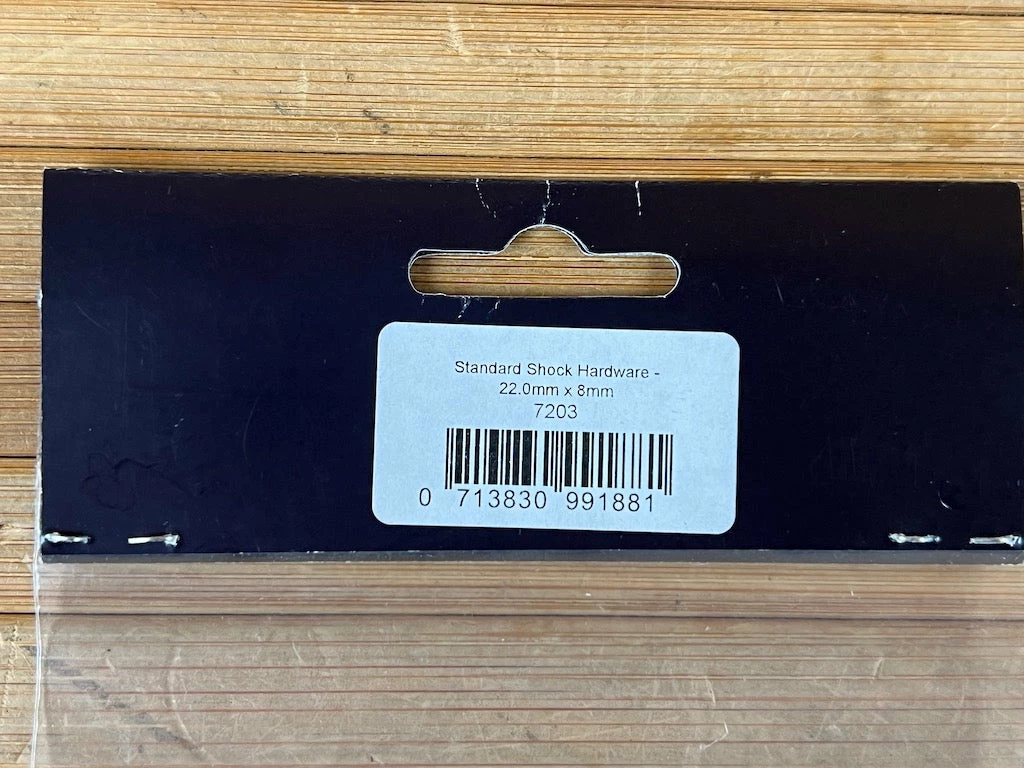 Standard Shock Hardware -
22.0mm x 8mm
7203
0 713830 991881